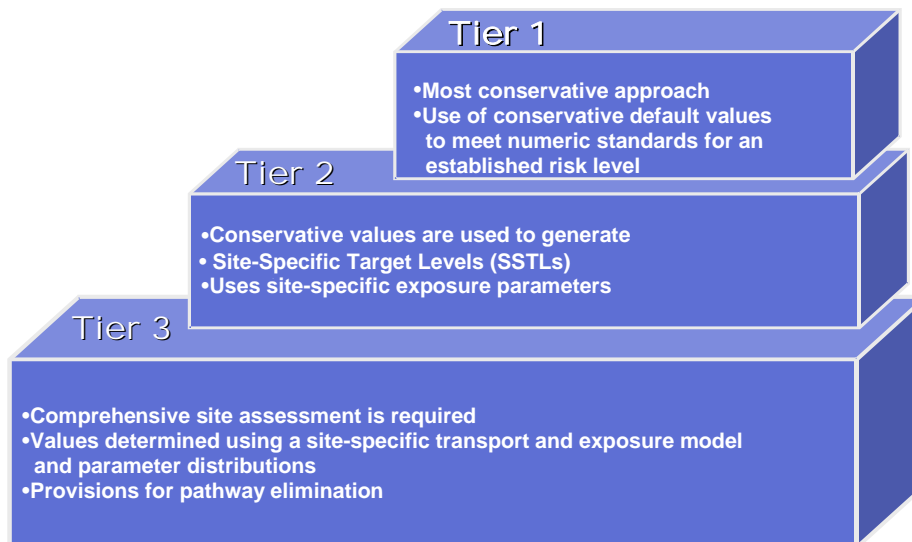 Tier 1
•Most conservative approach
•Use of conservative default values
to meet numeric standards for an
established risk level
Tier 2
•Conservative values are used to generate
• Site-Specific Target Levels (SSTLs)
•Uses site-specific exposure parameters
Tier 3
•Comprehensive site assessment is required
•Values determined using a site-specific transport and exposure model
and parameter distributions
•Provisions for pathway elimination